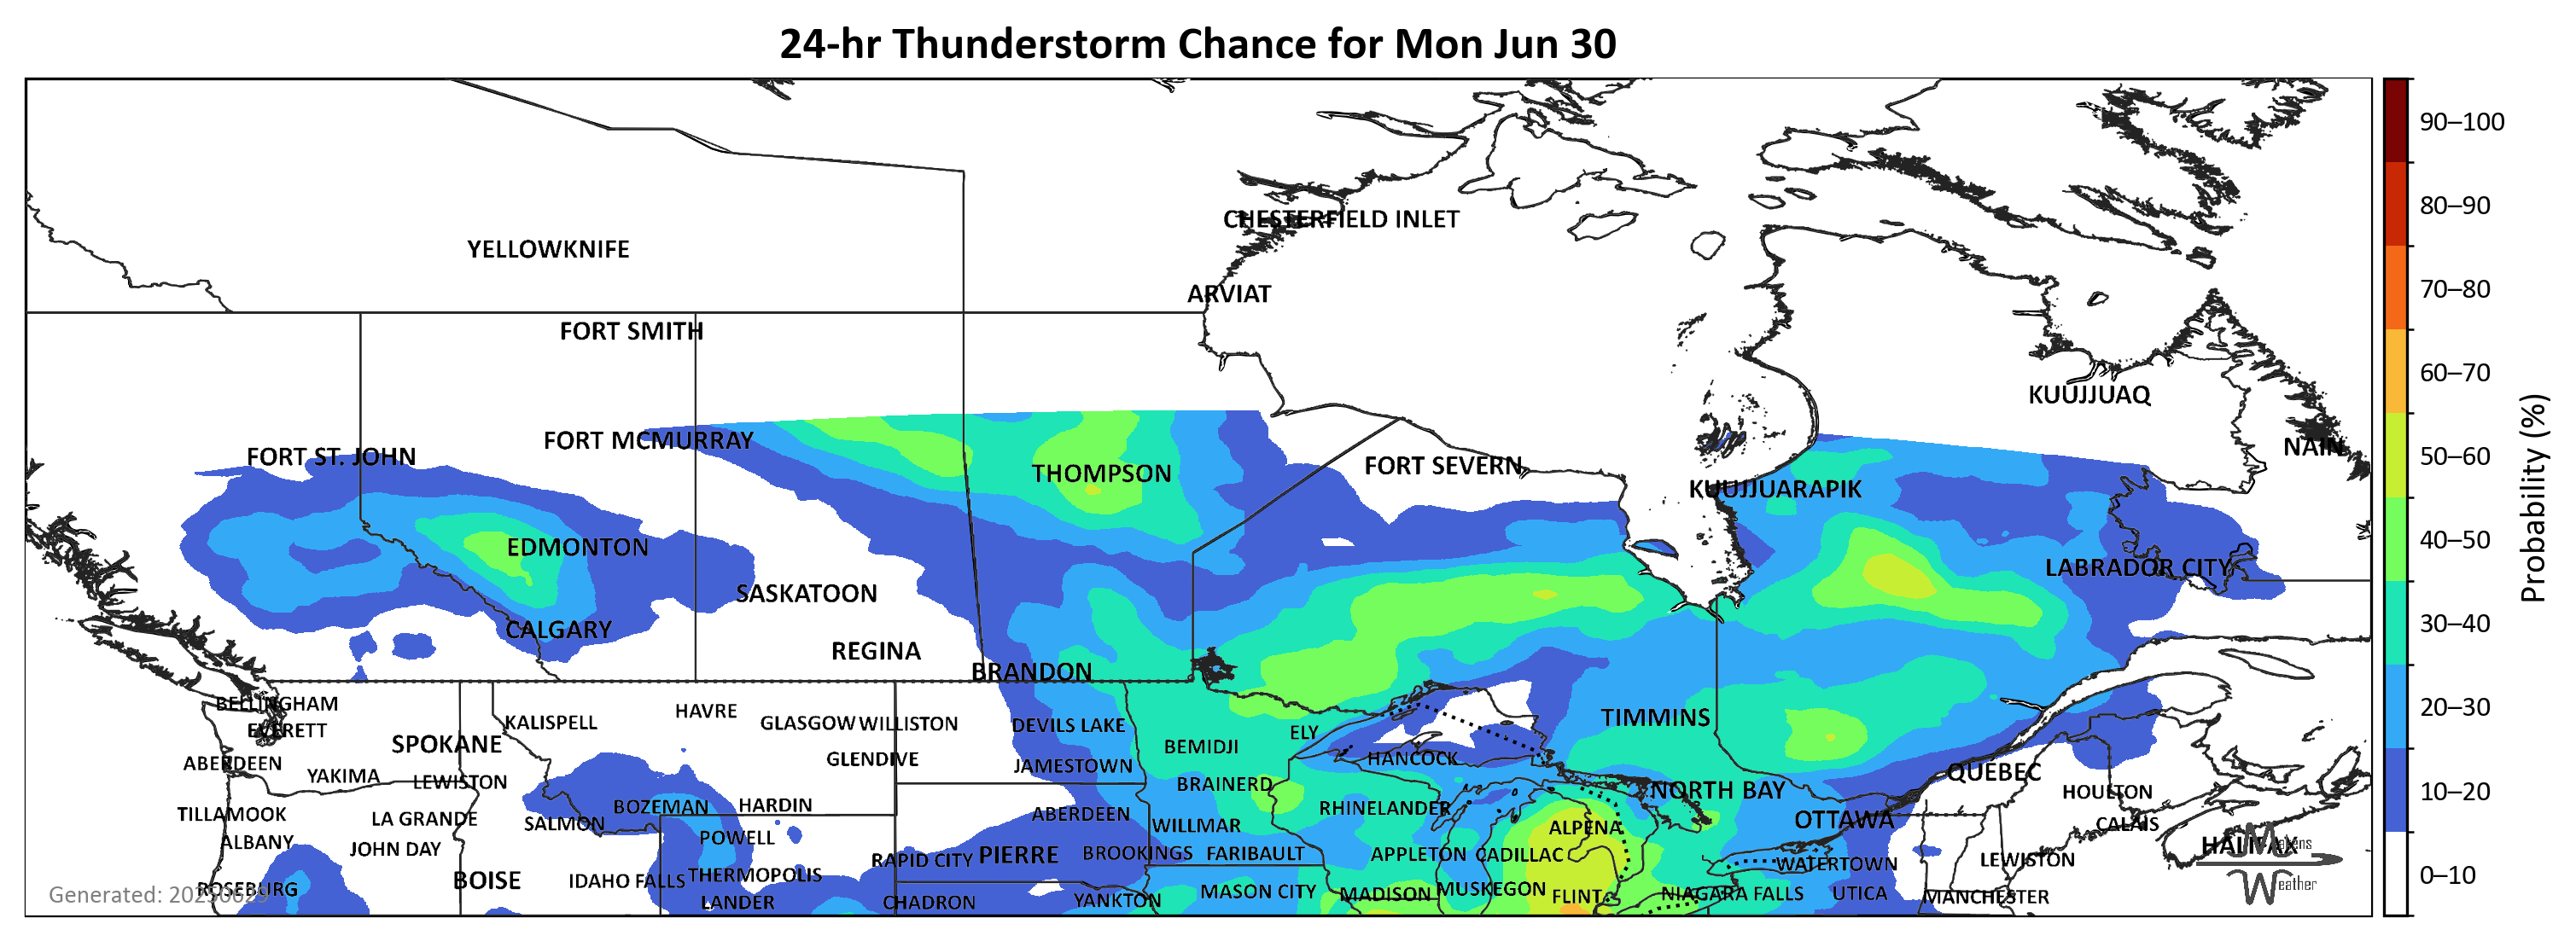 24-hr Thunderstorm Chance for Mon Jun 30
CHESTERFIELD INLET
YELLOWKNIFE
ARVIAT
FORT SMITH
KUUJJUAQ
FORT MCMURRAY
NAIN
FORT ST. JOHN
FORT SEVERN
THOMPSON
KUUJJUARAPIK
EDMONTON
LABRADOR CITY
SASKATOON
CALGARY
REGINA
BRANDON
BELLINGHAM
HAVRE
TIMMINS
KALISPELL
GLASGOW WILLISTON
DEVILS LAKE
EVERETT
ELY
SPOKANE
BEMIDJI
GLENDIVE
HANCOCK
ABERDEEN
JAMESTOWN
QUÉBEC
YAKIMA
LEWISTON
BRAINERD
NORTH BAY
HOULTON
BOZEMAN
HARDIN
RHINELANDER
TILLAMOOK
ABERDEEN
LA GRANDE
OTTAWA
SALMON
WILLMAR
CALAIS
ALPENA
POWELL
ALBANY
HALIFAX
JOHN DAY
BROOKINGS
FARIBAULT
PIERRE
APPLETON
CADILLAC
RAPID CITY
LEWISTON
WATERTOWN
THERMOPOLIS
BOISE
IDAHO FALLS
ROSEBURG
MUSKEGON
MASON CITY
MADISON
NIAGARA FALLS
UTICA
FLINT
MANCHESTER
YANKTON
LANDER
CHADRON
Generated: 20250629
Makens
Weather
90–100
80–90
70–80
60–70
50–60
40–50
30–40
20–30
10–20
0–10
Probability (%)